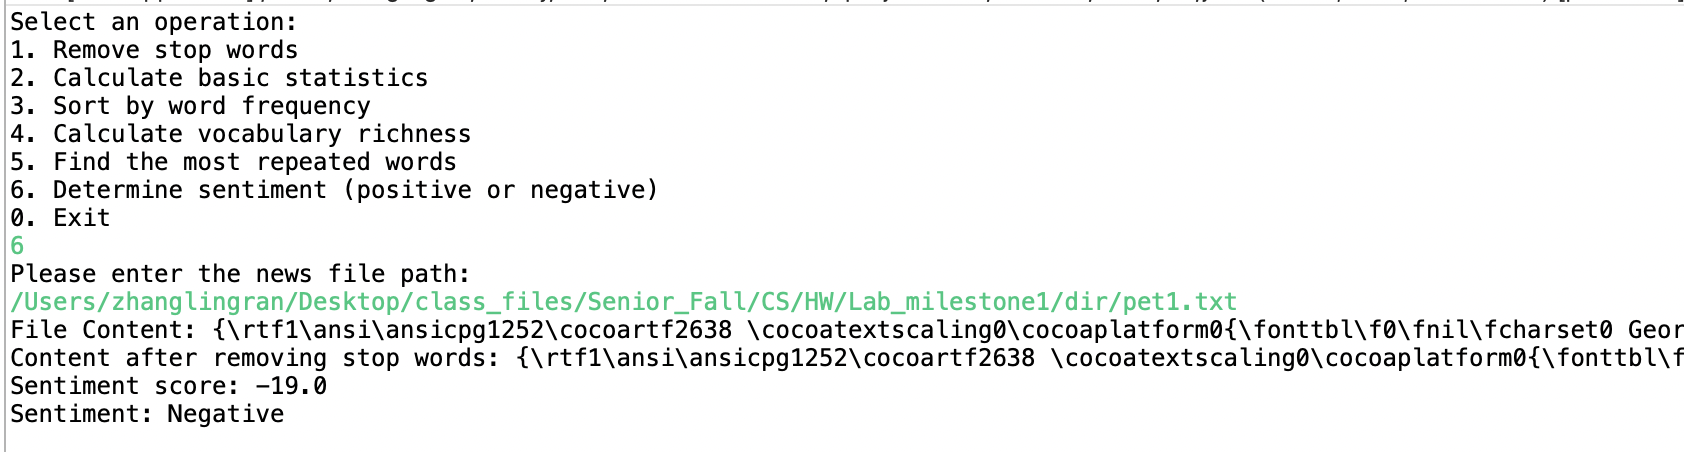 Select an operation:
1. Remove stop words
2. Calculate basic statistics
3. Sort by word frequency
4. Calculate vocabulary richness
5. Find the most repeated words
6. Determine sentiment (positive or negative)
0. Exit
6
Please enter the news file path:
/Users/zhanglingran/Desktop/class_files/Senior_Fall/CS/HW/Lab_milestone1/dir/pet1.txt
File Content: {\rtf1\ansi\ansicpg1252\cocoartf2638 \cocoatextscaling0\cocoaplatform0{\fonttbl\f0\fnil\fcharset0 Geor
Content after removing stop words: {\rtf1\ansi\ansicpg1252\cocoartf2638 \cocoatextscaling0\cocoaplatform0{\fonttbl\f
Sentiment score: -19.0
Sentiment: Negative